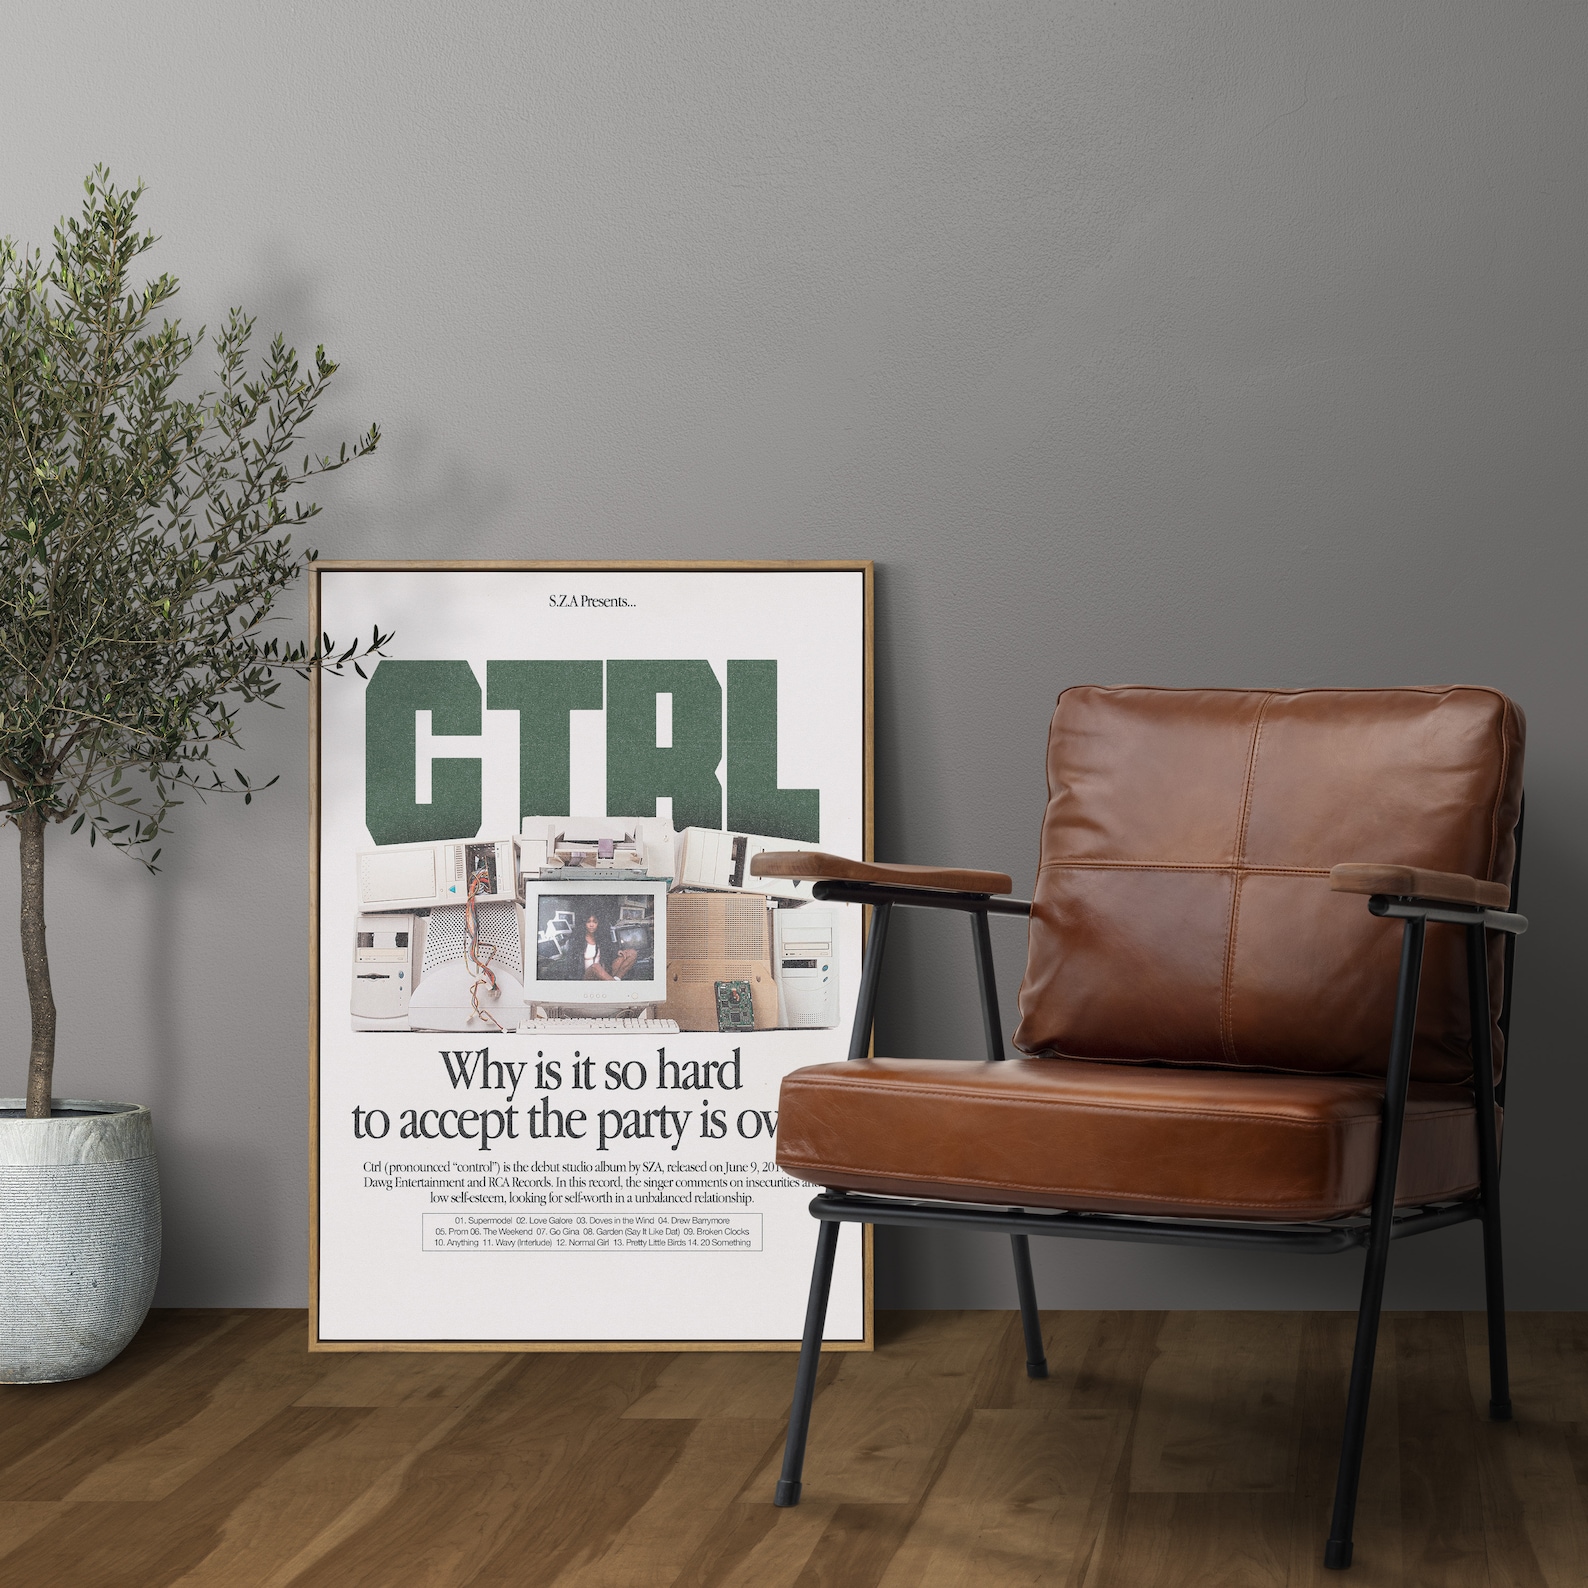 S.Z.A Presents...
CTRL
Why is it so hard
to accept the party is
Ctrl (pronounced “control”) is the debut studio album by SZA, released on June 9,
Dawg Entertainment and RCA Records. In this record, the singer comments on insecurities and
low self-esteem, looking for self-worth in a unbalanced relationship.
01. Supermodel 02. Love Galore 03. Doves in the Wind 04. Drew Barrymore
05. Prom 06. The Weekend 07. Go Gina 08. Garden (Say It Like Dat) 09. Broken Clocks
10. Anything 11. Wavy (Interlude) 12. Normal Girl 13. Pretty Little Birds 14. 20 Something